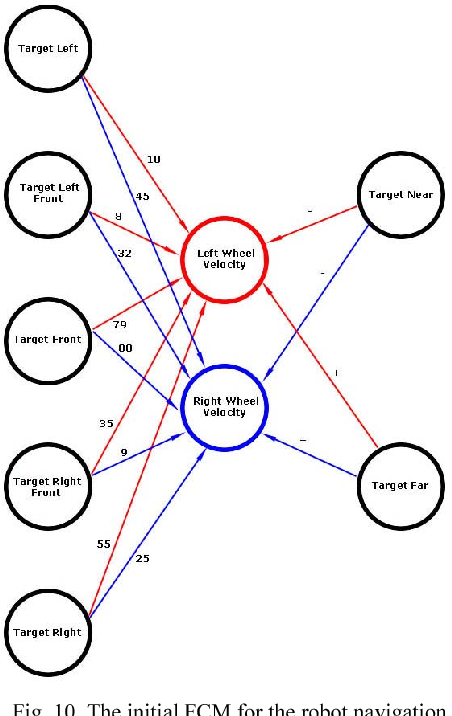 Target Left
10
Target Left
Front
45
Target Near
8
-
32
Left Wheel
Velocity
-
Target Front
79
00
+
Right Wheel
Velocity
35
9
–
Target Right
Front
Target Far
55
25
Target Right
Fig. 10. The initial FCM for the robot navigation